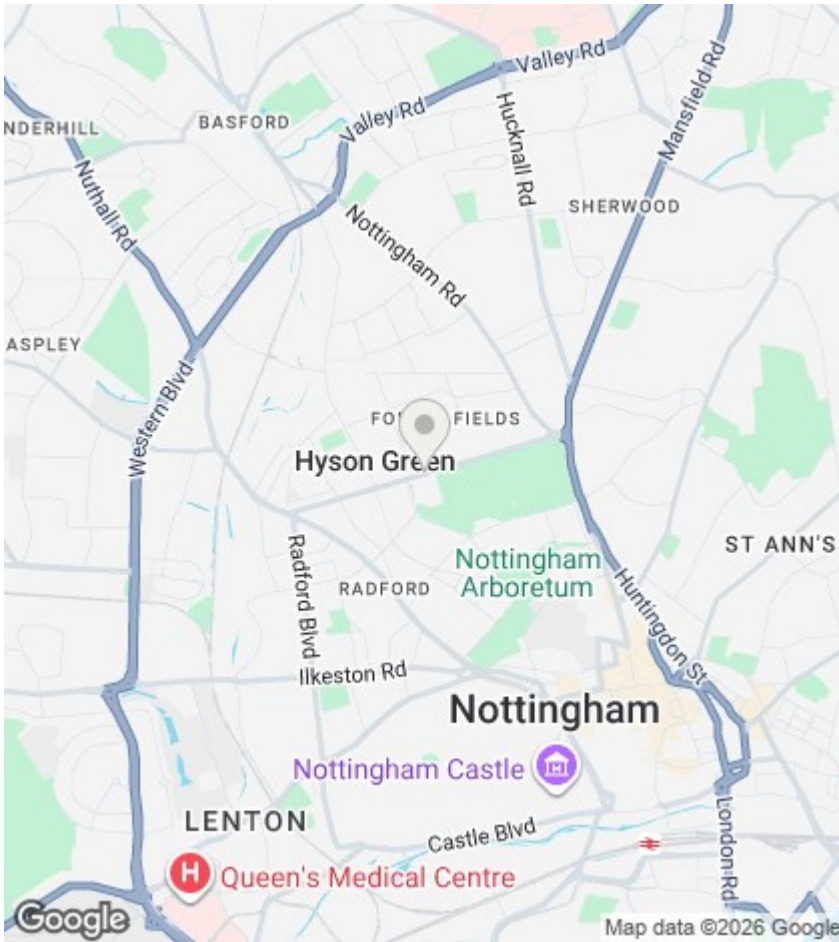 Valley Rd
Mansfield Rd
NDERHILL
BASFORD
Valley Rd
Hucknall Rd
Nuthall Rd
SHERWOOD
Nottingham Rd
ASPLEY
Western Blvd
FO FIELDS
Hyson Green
Radford Blvd
Nottingham
Arboretum
ST ANN'S
RADFORD
Huntingdon St
Ilkeston Rd
Nottingham
Nottingham Castle
LENTON
Castle Blvd
London Rd
H
Queen's Medical Centre
Google
Map data ©2026 Google